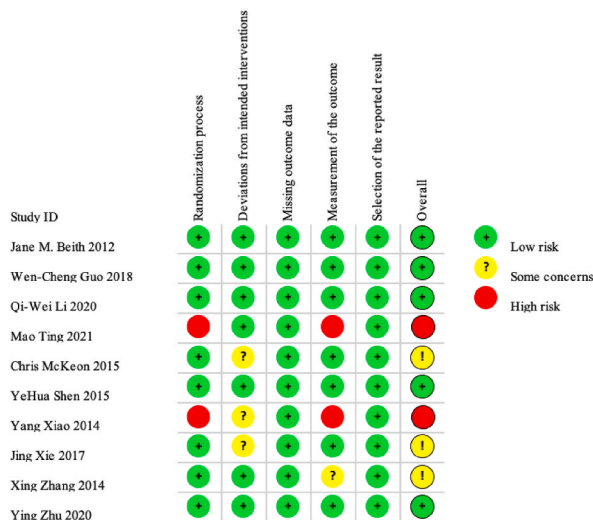 Randomization process
Deviations from intended interventions
Missing outcome data
Measurement of the outcome
Selection of the reported result
Overall
Study ID
Jane M. Beith 2012 + + + + + +
Wen-Cheng Guo 2018 + + + + + +
Qi-Wei Li 2020 + + + + + +
Mao Ting 2021 + + +
Chris McKeon 2015 + ? + + + !
YeHua Shen 2015 + + + + + +
Yang Xiao 2014 ? + +
Jing Xie 2017 + ? + + + !
Xing Zhang 2014 + + + ? + !
Ying Zhu 2020 + + + + + +
+ Low risk
? Some concerns
High risk